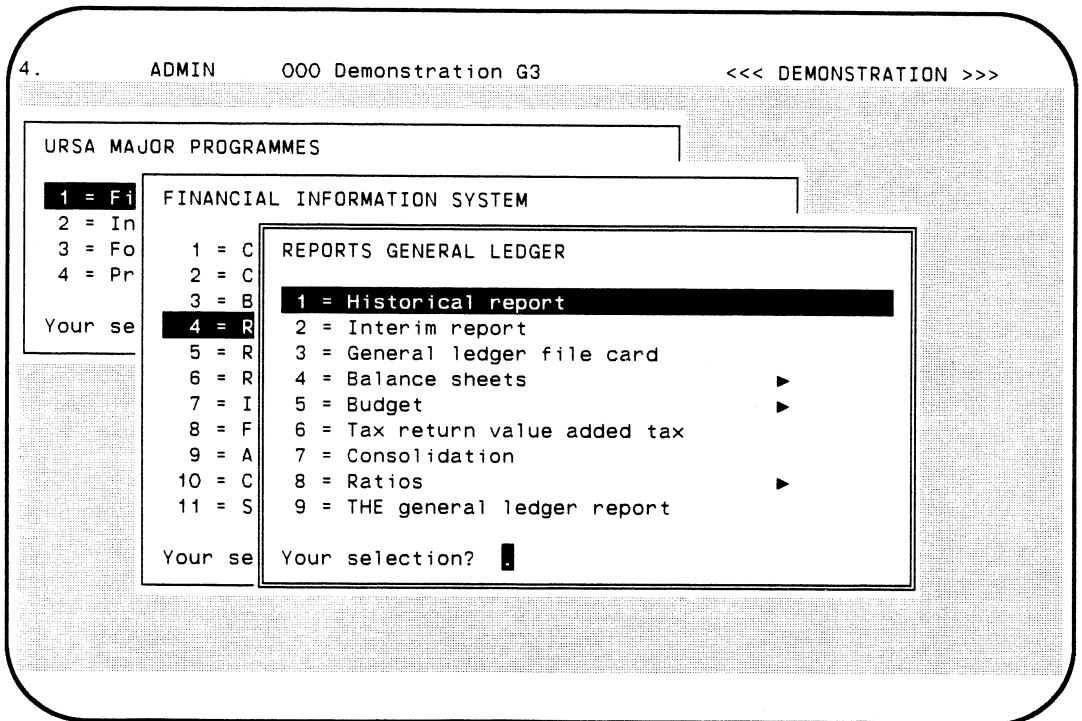 4. ADMIN 000 Demonstration G3 <<< DEMONSTRATION >>>
URSA MAJOR PROGRAMMES
1 = Fi
2 = In
3 = Fo
4 = Pr
Your se
FINANCIAL INFORMATION SYSTEM
1 = C
2 = C
3 = B
4 = R
5 = R
6 = R
7 = I
8 = F
9 = A
10 = C
11 = S
Your se
REPORTS GENERAL LEDGER
1 = Historical report
2 = Interim report
3 = General ledger file card
4 = Balance sheets ►
5 = Budget ►
6 = Tax return value added tax
7 = Consolidation
8 = Ratios ►
9 = THE general ledger report
Your selection? .